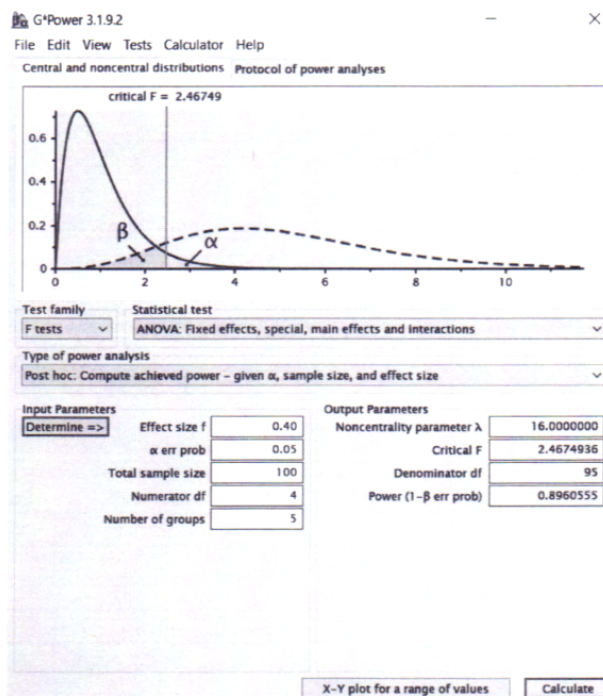 G*Power 3.1.9.2
File Edit View Tests Calculator Help
Central and noncentral distributions Protocol of power analyses
critical F = 2.46749
0.6
0.4
0.2
β
α
0
0 2 4 6 8 10
Test family Statistical test
F tests ANOVA: Fixed effects, special, main effects and interactions
Type of power analysis
Post hoc: Compute achieved power – given α, sample size, and effect size
Input Parameters Output Parameters
Determine => Effect size f 0.40 Noncentrality parameter λ 16.0000000
α err prob 0.05 Critical F 2.4674936
Total sample size 100 Denominator df 95
Numerator df 4 Power (1-β err prob) 0.8960555
Number of groups 5
X-Y plot for a range of values Calculate